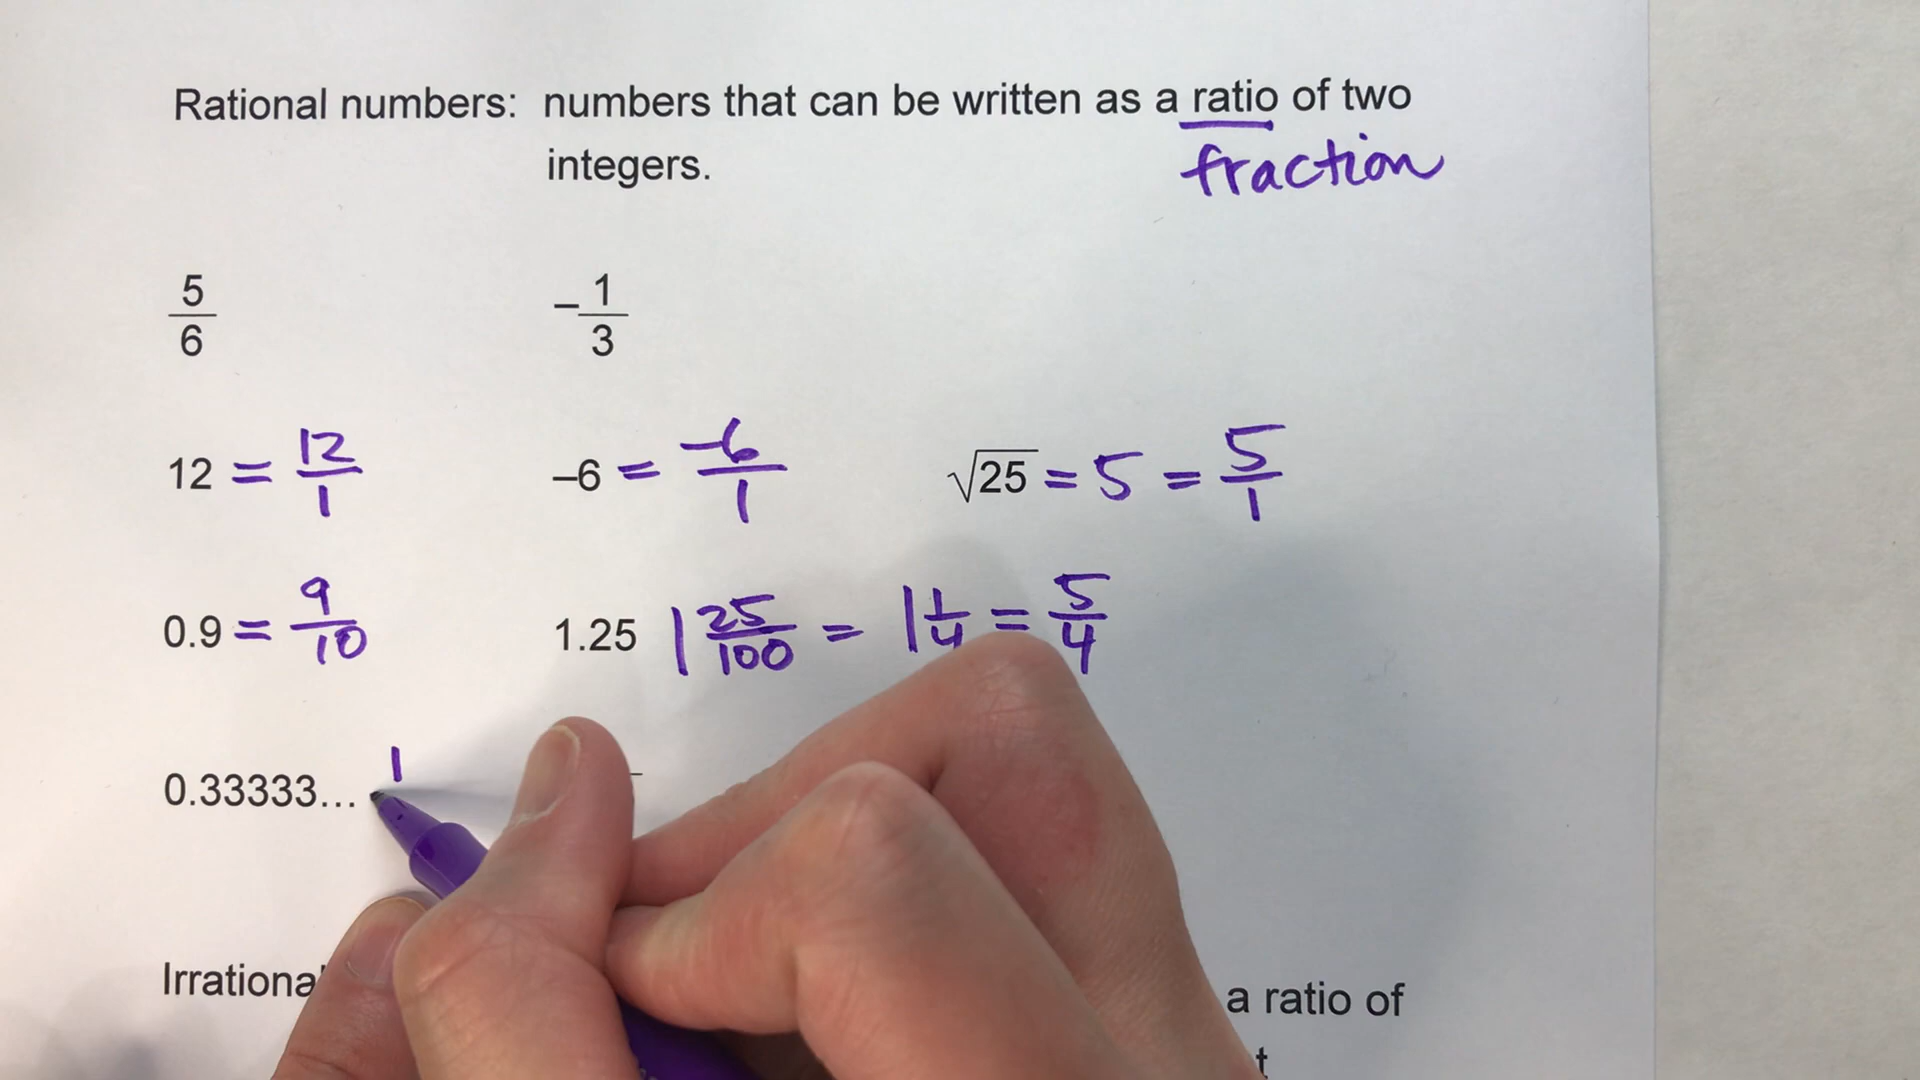 Rational numbers: numbers that can be written as a ratio of two
integers.
fraction
5/6 –1/3
12 = 12/1 –6 = –6/1 √25 = 5 = 5/1
0.9 = 9/10 1.25 1 25/100 = 1 1/4 = 5/4
0.33333... 1
a ratio of